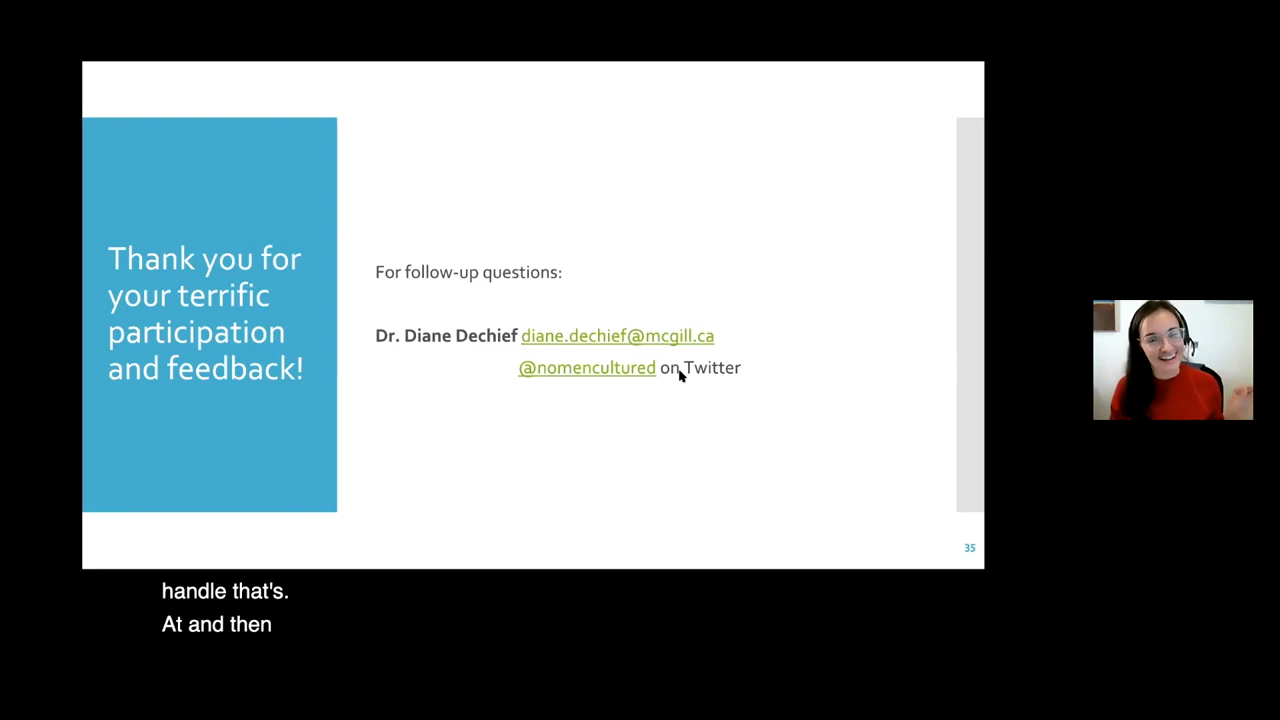 Thank you for
your terrific
participation
and feedback!
For follow-up questions:
Dr. Diane Dechief diane.dechief@mcgill.ca
@nomencultured on Twitter
35
handle that's.
At and then